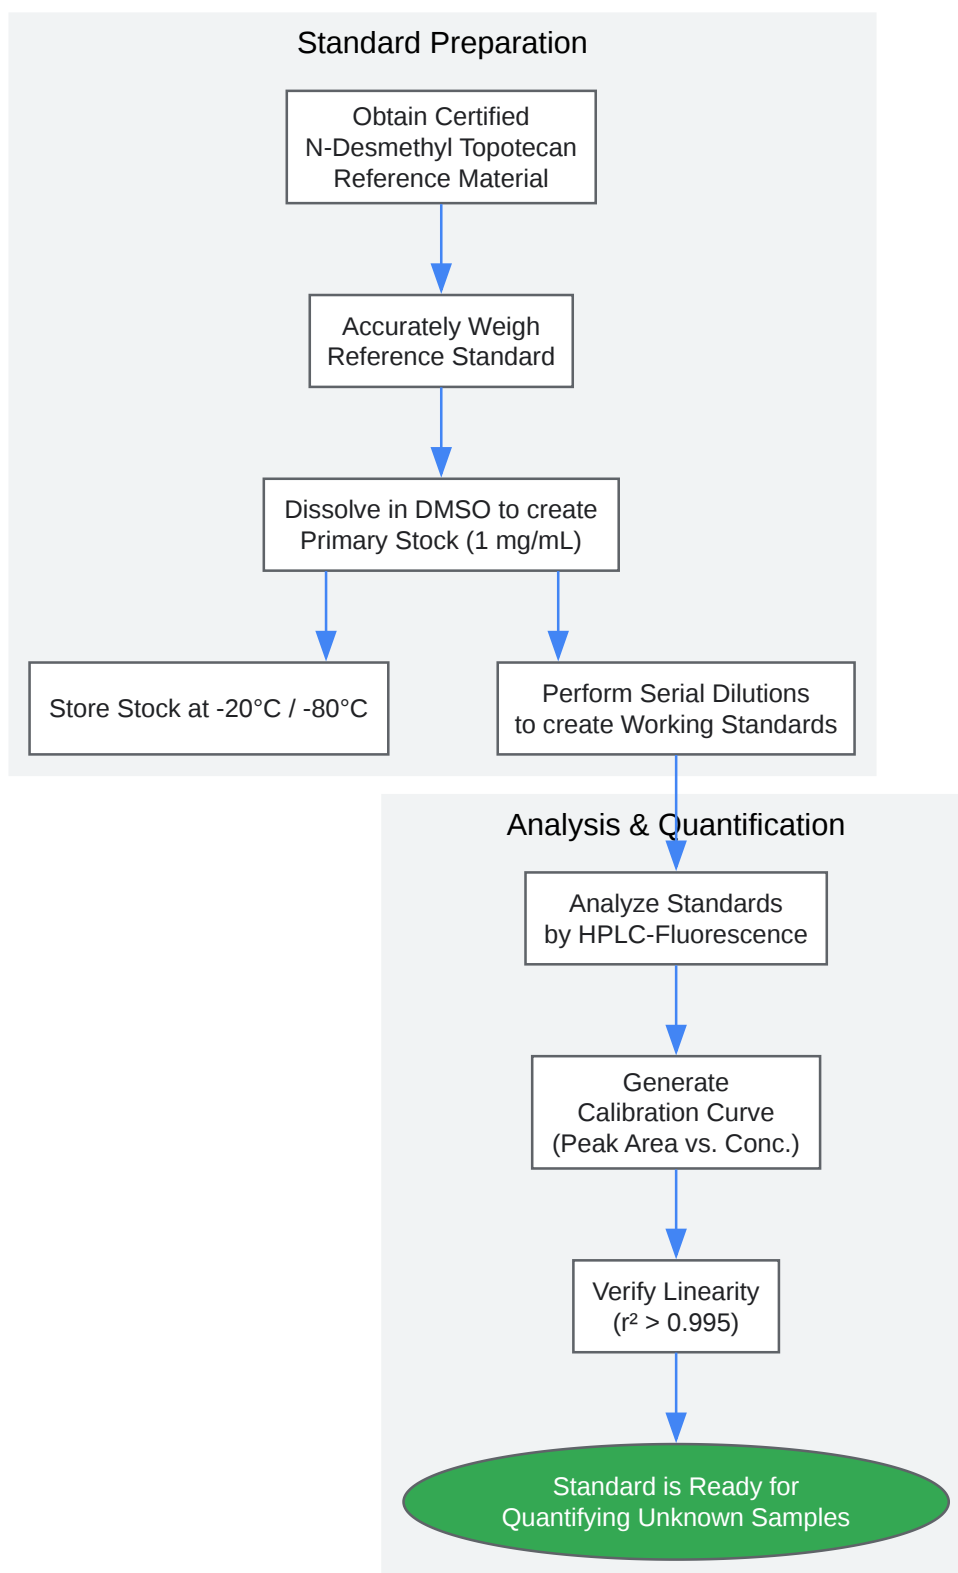 Standard Preparation
Obtain Certified
N-Desmethyl Topotecan
Reference Material
Accurately Weigh
Reference Standard
Dissolve in DMSO to create
Primary Stock (1 mg/mL)
Store Stock at -20°C / -80°C
Perform Serial Dilutions
to create Working Standards
Analysis & Quantification
Analyze Standards
by HPLC-Fluorescence
Generate
Calibration Curve
(Peak Area vs. Conc.)
Verify Linearity
(r² > 0.995)
Standard is Ready for
Quantifying Unknown Samples